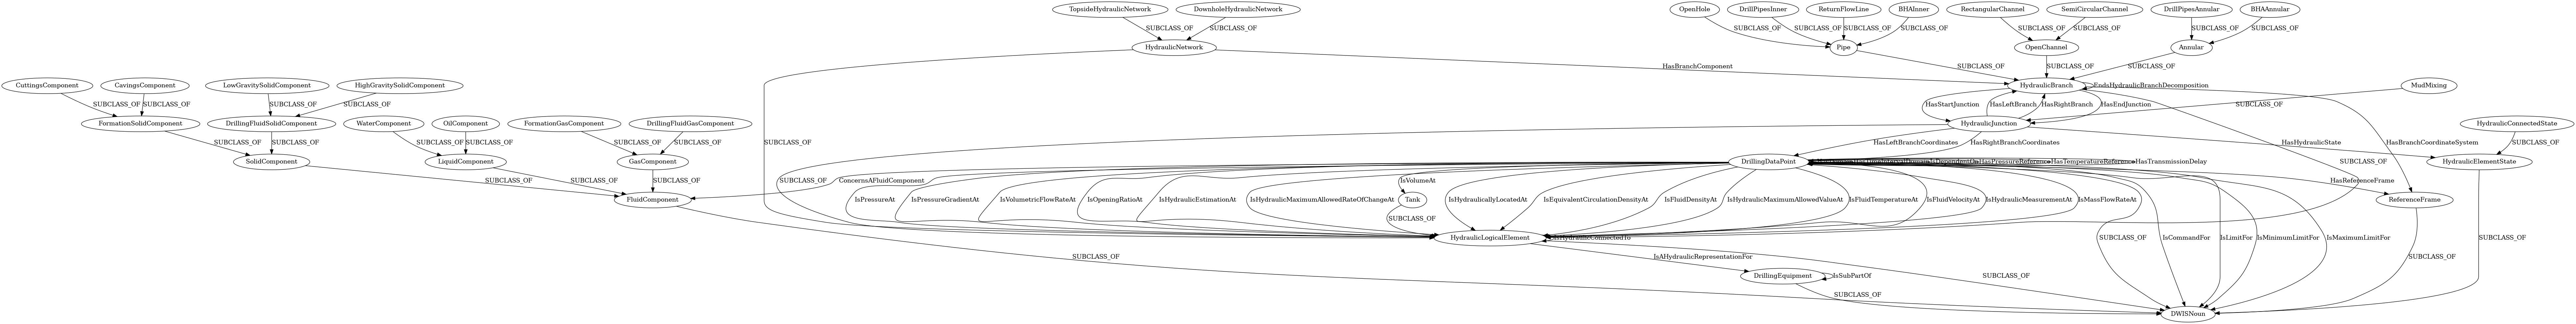 TopsideHydraulicNetwork
DownholeHydraulicNetwork
OpenHole
DrillPipesInner
ReturnFlowLine
BHAInner
RectangularChannel
SemiCircularChannel
DrillPipesAnnular
BHAAnnular
SUBCLASS_OF
SUBCLASS_OF
SUBCLASS_OF
SUBCLASS_OF
SUBCLASS_OF
SUBCLASS_OF
SUBCLASS_OF
SUBCLASS_OF
SUBCLASS_OF
SUBCLASS_OF
HydraulicNetwork
Pipe
OpenChannel
Annular
HasBranchComponent
SUBCLASS_OF
SUBCLASS_OF
SUBCLASS_OF
CuttingsComponent
CavingsComponent
LowGravitySolidComponent
HighGravitySolidComponent
HydraulicBranch
EndsHydraulicBranchDecomposition
MudMixing
SUBCLASS_OF
SUBCLASS_OF
SUBCLASS_OF
SUBCLASS_OF
HasStartJunction
HasLeftBranch
HasRightBranch
HasEndJunction
SUBCLASS_OF
FormationSolidComponent
DrillingFluidSolidComponent
WaterComponent
OilComponent
FormationGasComponent
DrillingFluidGasComponent
HydraulicJunction
HydraulicConnectedState
SUBCLASS_OF
SUBCLASS_OF
SUBCLASS_OF
SUBCLASS_OF
SUBCLASS_OF
SUBCLASS_OF
SUBCLASS_OF
HasLeftBranchCoordinates
HasRightBranchCoordinates
HasHydraulicState
HasBranchCoordinateSystem
SUBCLASS_OF
SolidComponent
LiquidComponent
GasComponent
DrillingDataPoint
HasPressureReference
HasTemperatureReference
HasTransmissionDelay
SUBCLASS_OF
HydraulicElementState
SUBCLASS_OF
SUBCLASS_OF
SUBCLASS_OF
SUBCLASS_OF
ConcernsAFluidComponent
IsVolumeAt
HasReferenceFrame
FluidComponent
IsPressureAt
IsPressureGradientAt
IsVolumetricFlowRateAt
IsOpeningRatioAt
IsHydraulicEstimationAt
IsHydraulicMaximumAllowedRateOfChangeAt
Tank
IsHydraulicallyLocatedAt
IsEquivalentCirculationDensityAt
IsFluidDensityAt
IsHydraulicMaximumAllowedValueAt
IsFluidTemperatureAt
IsFluidVelocityAt
IsHydraulicMeasurementAt
IsMassFlowRateAt
ReferenceFrame
SUBCLASS_OF
HydraulicLogicalElement
IsHydraulicConnectedTo
SUBCLASS_OF
IsCommandFor
IsLimitFor
IsMinimumLimitFor
IsMaximumLimitFor
SUBCLASS_OF
SUBCLASS_OF
IsAHydraulicRepresentationFor
SUBCLASS_OF
SUBCLASS_OF
DrillingEquipment
IsSubPartOf
SUBCLASS_OF
DWISNoun